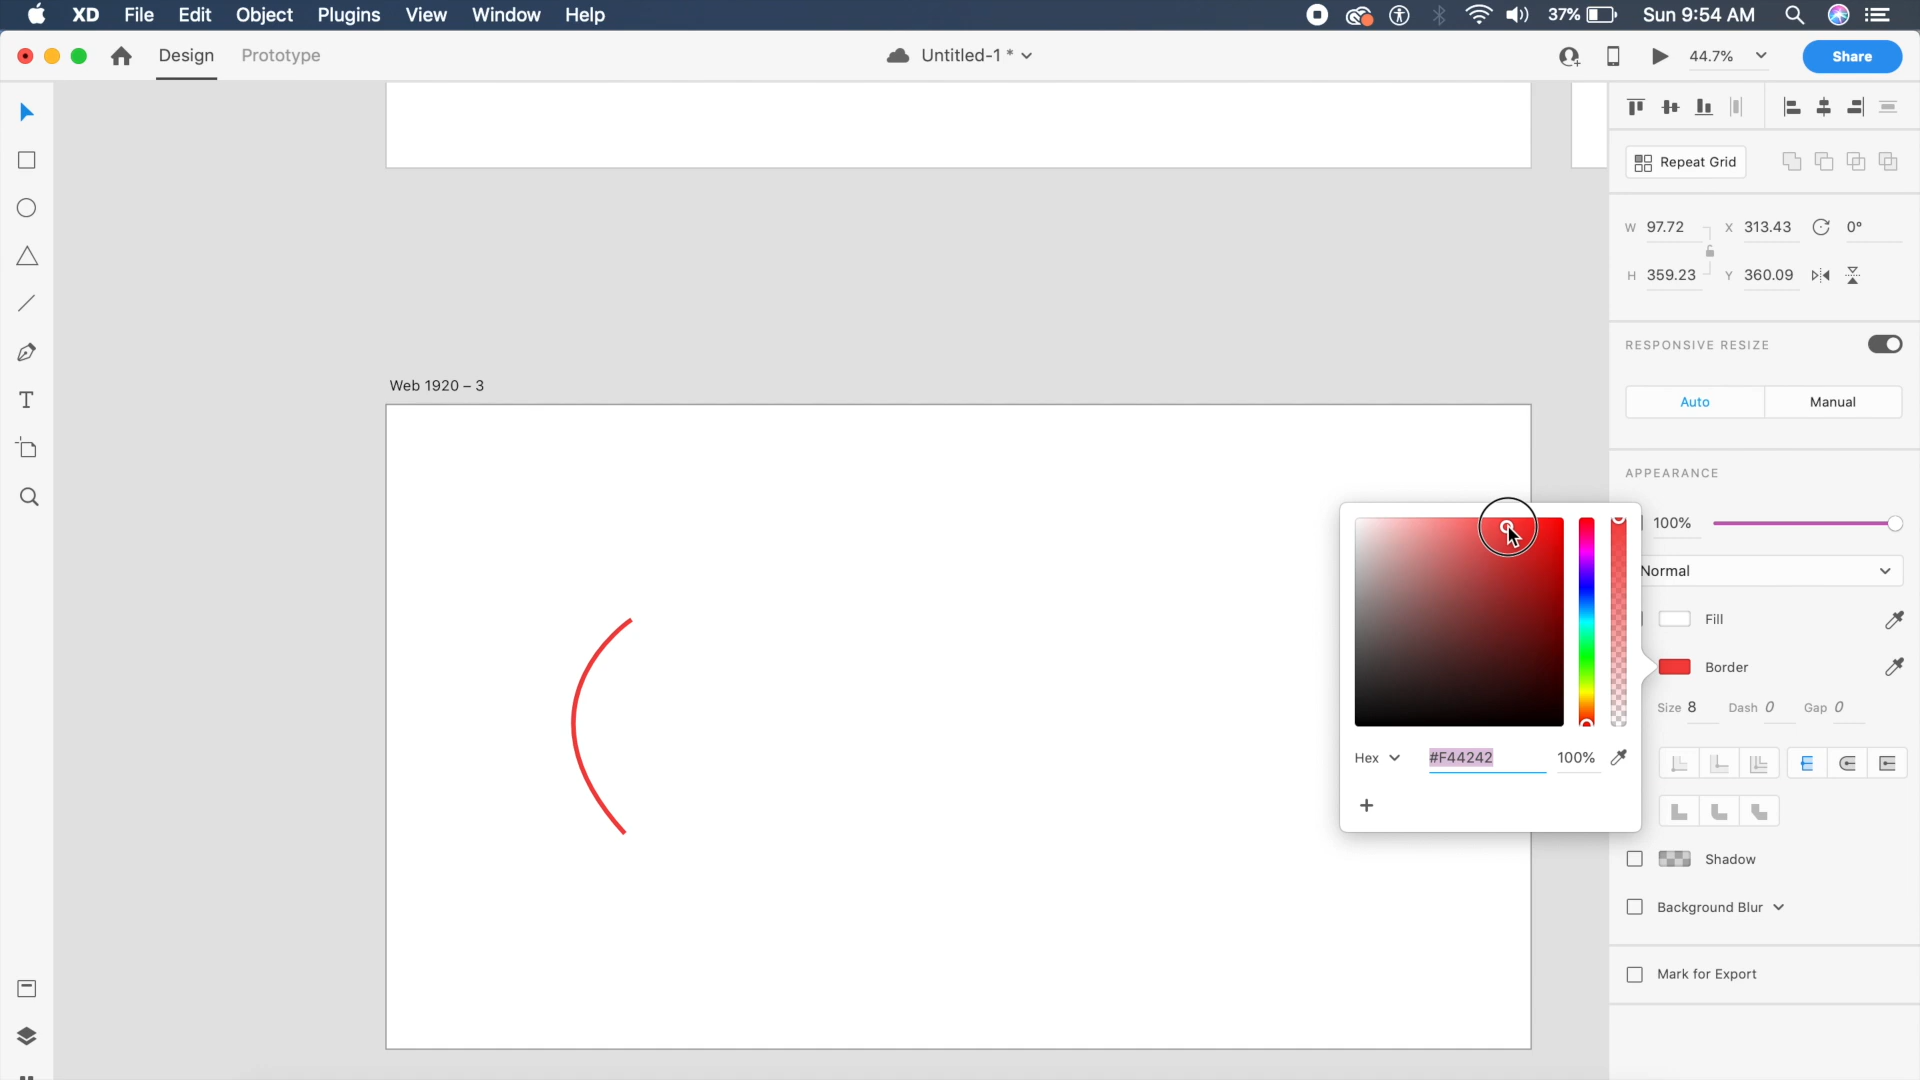 XD File Edit Object Plugins View Window Help 37% Sun 9:54 AM
Design Prototype Untitled-1 * 44.7% Share
Repeat Grid
W 97.72 X 313.43 0°
H 359.23 Y 360.09
RESPONSIVE RESIZE
Auto Manual
Web 1920 – 3
APPEARANCE
100%
Normal
Fill
Border
Size 8 Dash 0 Gap 0
Hex #F44242 100%
+
Shadow
Background Blur
Mark for Export